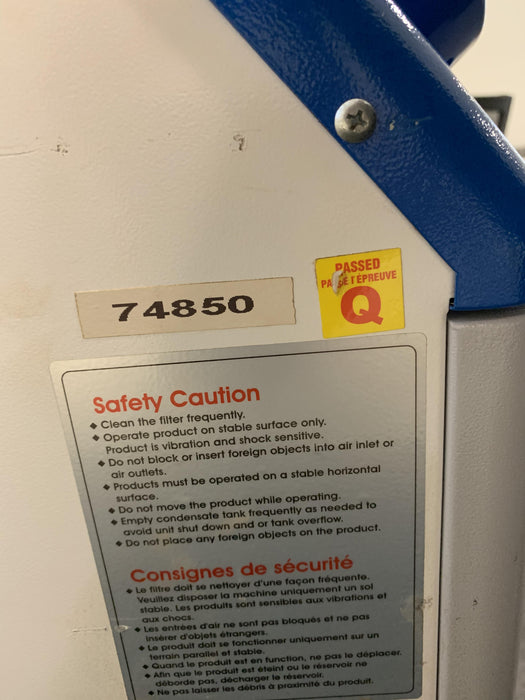 PASSED
PASSE L'ÉPREUVE
Q
74850
Safety Caution
◆ Clean the filter frequently.
◆ Operate product on stable surface only.
Product is vibration and shock sensitive.
◆ Do not block or insert foreign objects into air inlet or
air outlets.
◆ Products must be operated on a stable horizontal
surface.
◆ Do not move the product while operating.
◆ Empty condensate tank frequently as needed to
avoid unit shut down and or tank overflow.
◆ Do not place any foreign objects on the product.
Consignes de sécurité
◆ Le filtre doit se nettoyer d'une façon fréquente.
Veuillez disposer la machine uniquement un sol
stable. Les produits sont sensibles aux vibrations et
aux chocs.
◆ Les entrées d'air ne sont pas bloqués et ne pas
insérer d'objets étrangers.
◆ Le produit doit se fonctionner uniquement sur un
terrain parallel et stable.
◆ Quand le produit est en function, ne pas le déplacer.
◆ Afin que le produit est éteint ou le réservoir ne
déborde pas, décharger le réservoir.
◆ Ne pas laisser les débris à proximité du produit.